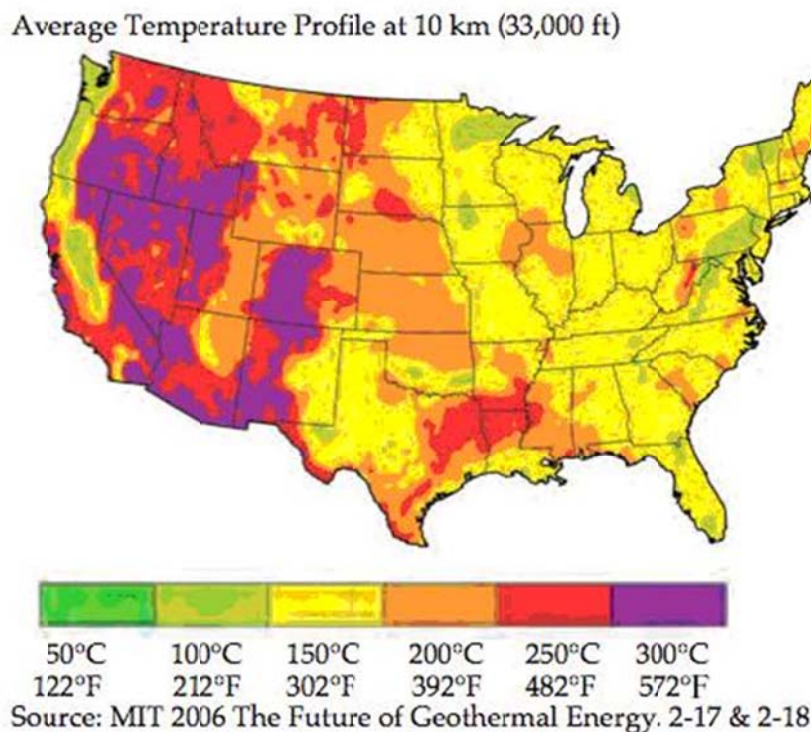 Average Temperature Profile at 10 km (33,000 ft)
50°C 100°C 150°C 200°C 250°C 300°C
122°F 212°F 302°F 392°F 482°F 572°F
Source: MIT 2006 The Future of Geothermal Energy. 2-17 & 2-18